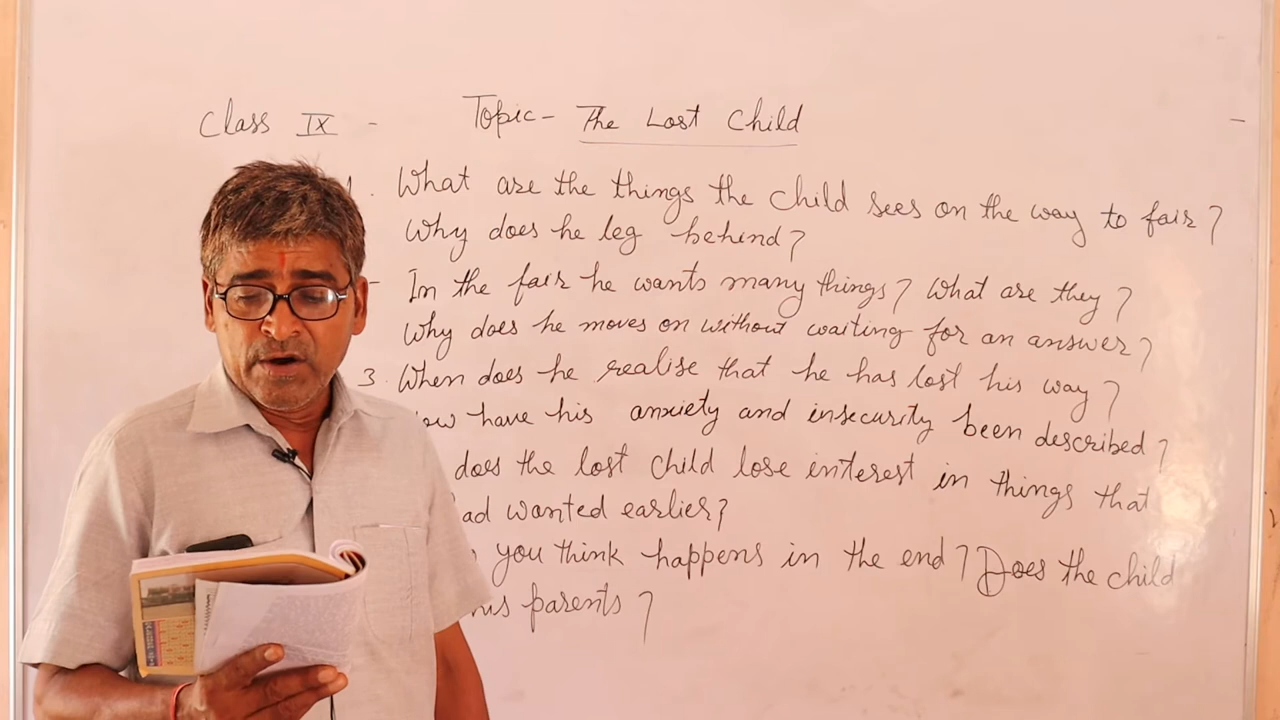 Class IX - Topic - The Lost Child
1. What are the things the child sees on the way to fair?
Why does he leg behind?
- In the fair he wants many things? What are they?
Why does he moves on without waiting for an answer?
3. When does he realise that he has lost his way?
ow have his anxiety and insecurity been described?
does the lost child lose interest in things that
ad wanted earlier?
you think happens in the end? Does the child
his parents?